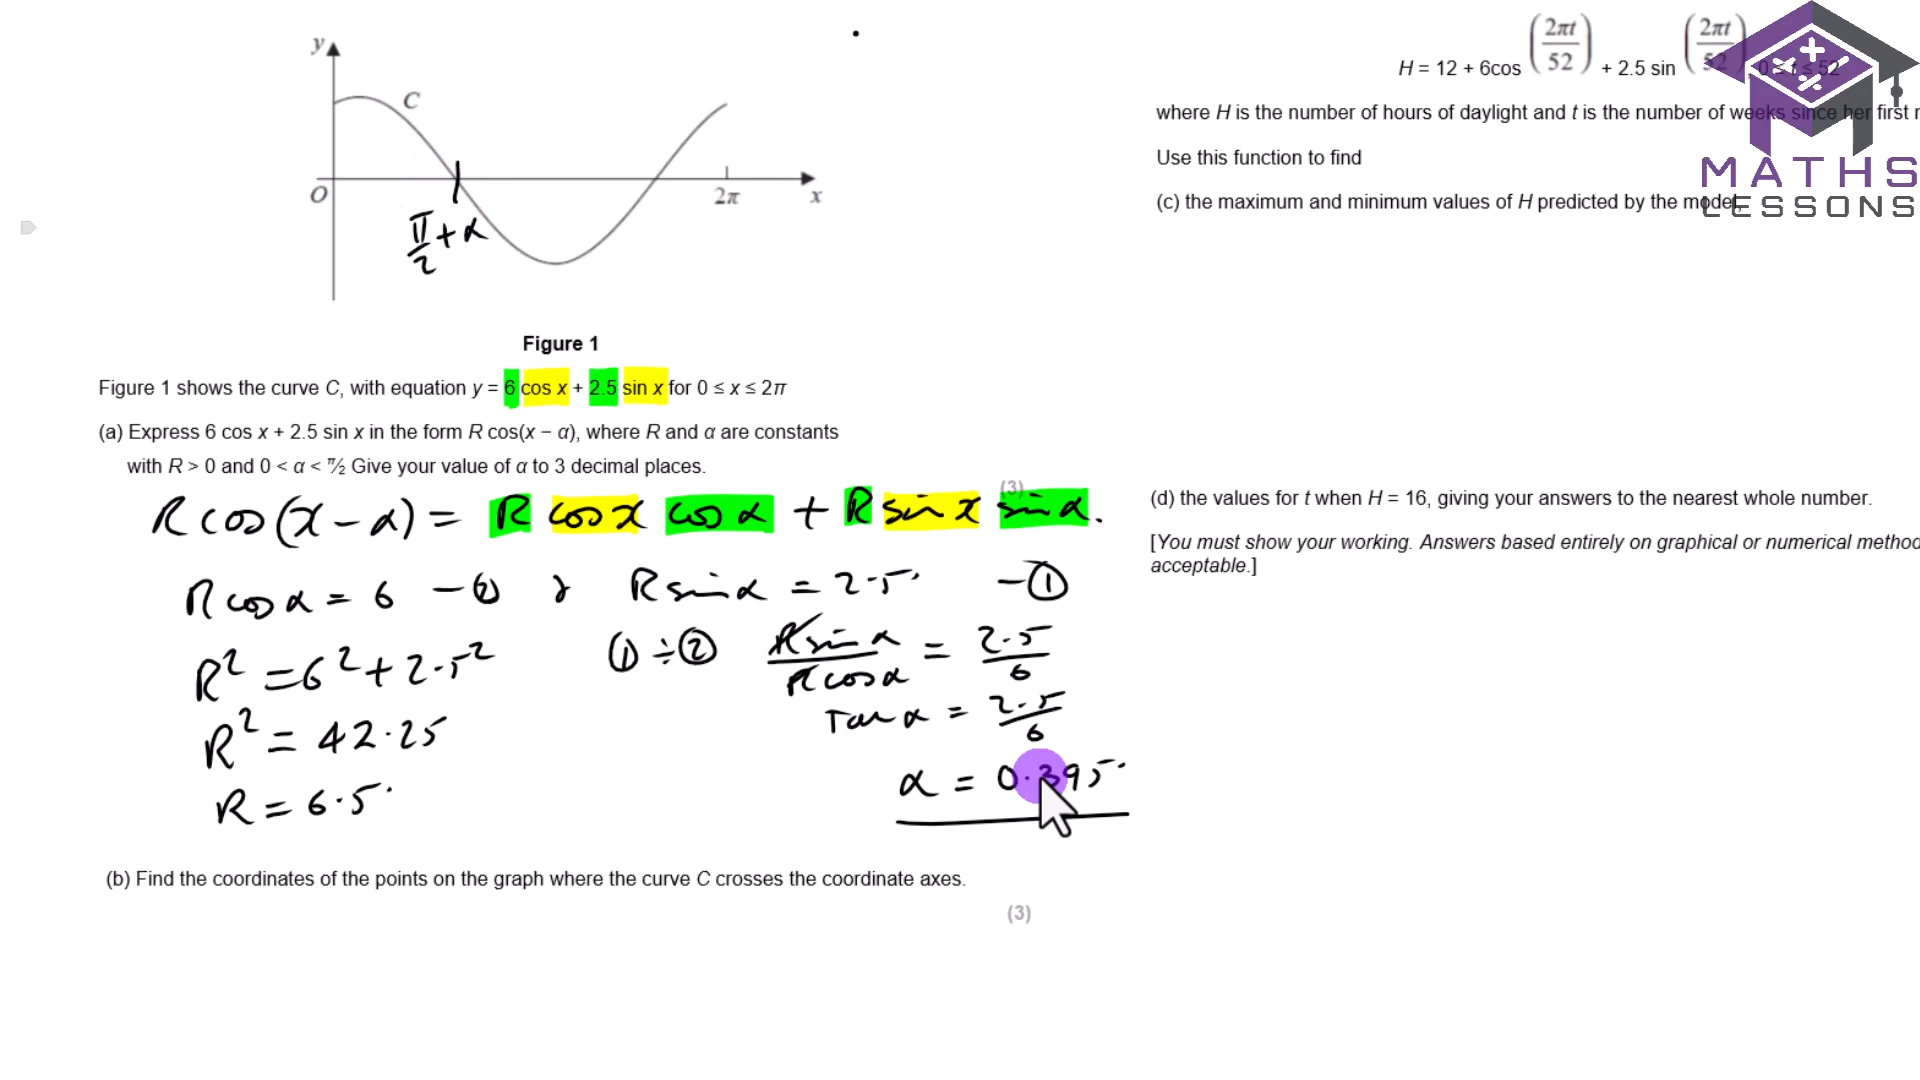 y
C
O
2π
x
π/2 + α
Figure 1
Figure 1 shows the curve C, with equation y = 6 cos x + 2.5 sin x for 0 ≤ x ≤ 2π
(a) Express 6 cos x + 2.5 sin x in the form R cos(x − α), where R and α are constants
with R > 0 and 0 < α < π/2 Give your value of α to 3 decimal places.
(3)
R cos(x − α) = R cos x cos α + R sin x sin α.
R cos α = 6 − ② & R sin α = 2.5 − ①
R² = 6² + 2.5²
① ÷ ② R sin α / R cos α = 2.5/6
R² = 42.25
Tan α = 2.5/6
R = 6.5
α = 0.395
(b) Find the coordinates of the points on the graph where the curve C crosses the coordinate axes.
(3)
H = 12 + 6cos (2πt/52) + 2.5 sin (2πt/52) 0 ≤ t ≤ 52
where H is the number of hours of daylight and t is the number of weeks since her first
Use this function to find
(c) the maximum and minimum values of H predicted by the model,
MATHS
LESSONS
(d) the values for t when H = 16, giving your answers to the nearest whole number.
[You must show your working. Answers based entirely on graphical or numerical method
acceptable.]